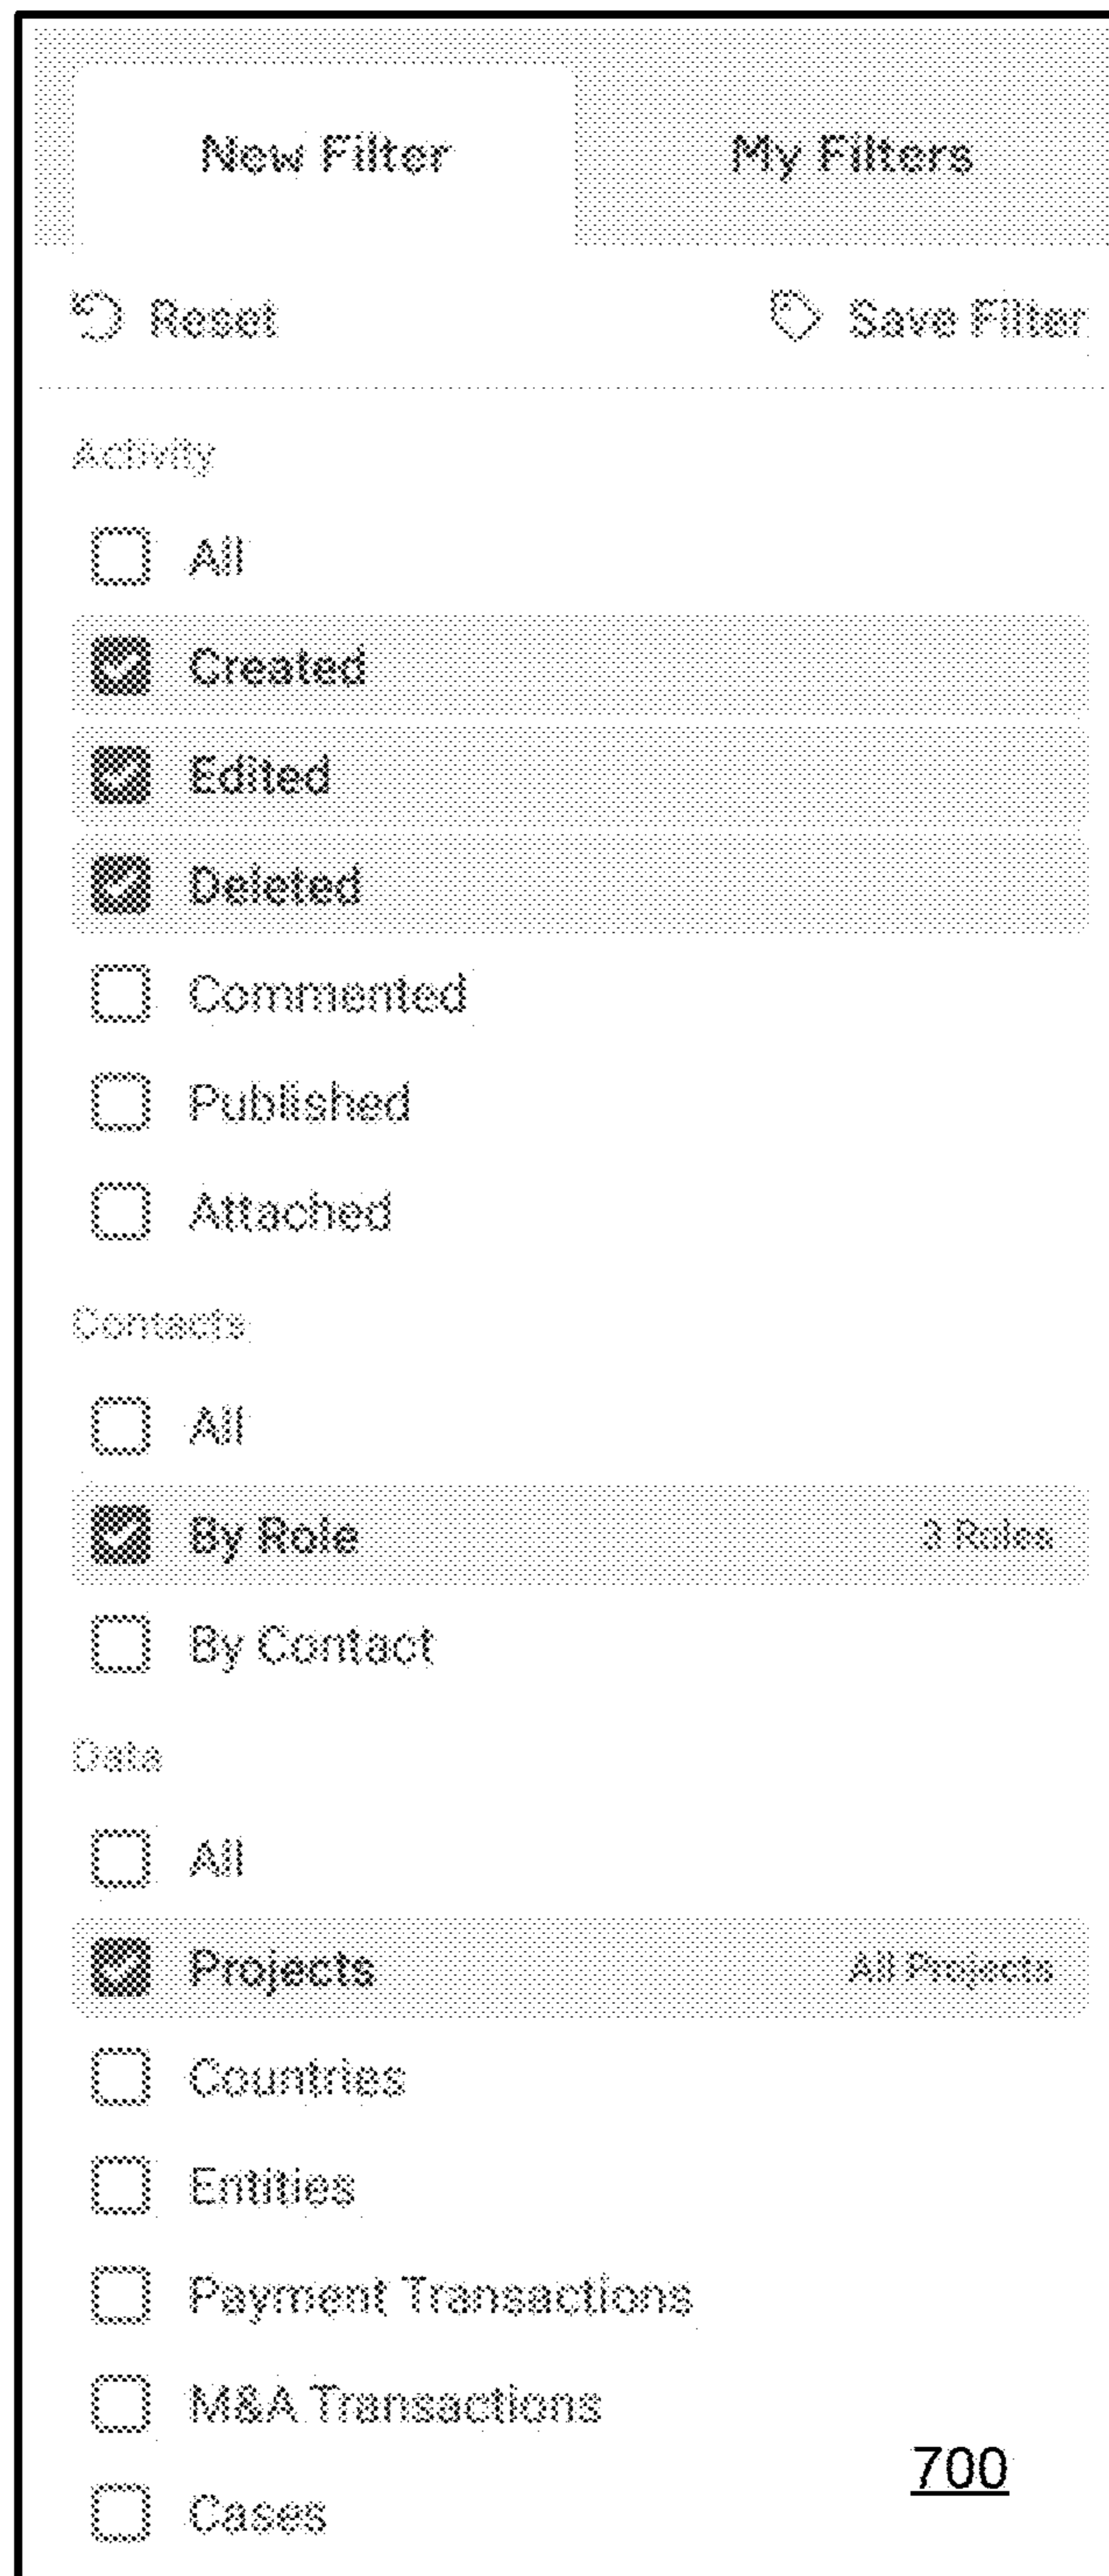 New Filter My Filters
Reset Save Filter
Activity
All
Created
Edited
Deleted
Commented
Published
Attached
Contacts
All
By Role 3 Roles
By Contact
Data
All
Projects All Projects
Countries
Entities
Payment Transactions
M&A Transactions
Cases
700